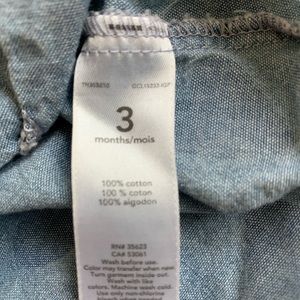 3
months/mois
100% cotton
100% coton
100% algodon
RN# 35623
CA# 53061
Wash before use.
Color may transfer when new.
Turn garment inside out.
Wash with like
colors. Machine wash cold.
Use only non-chlorine